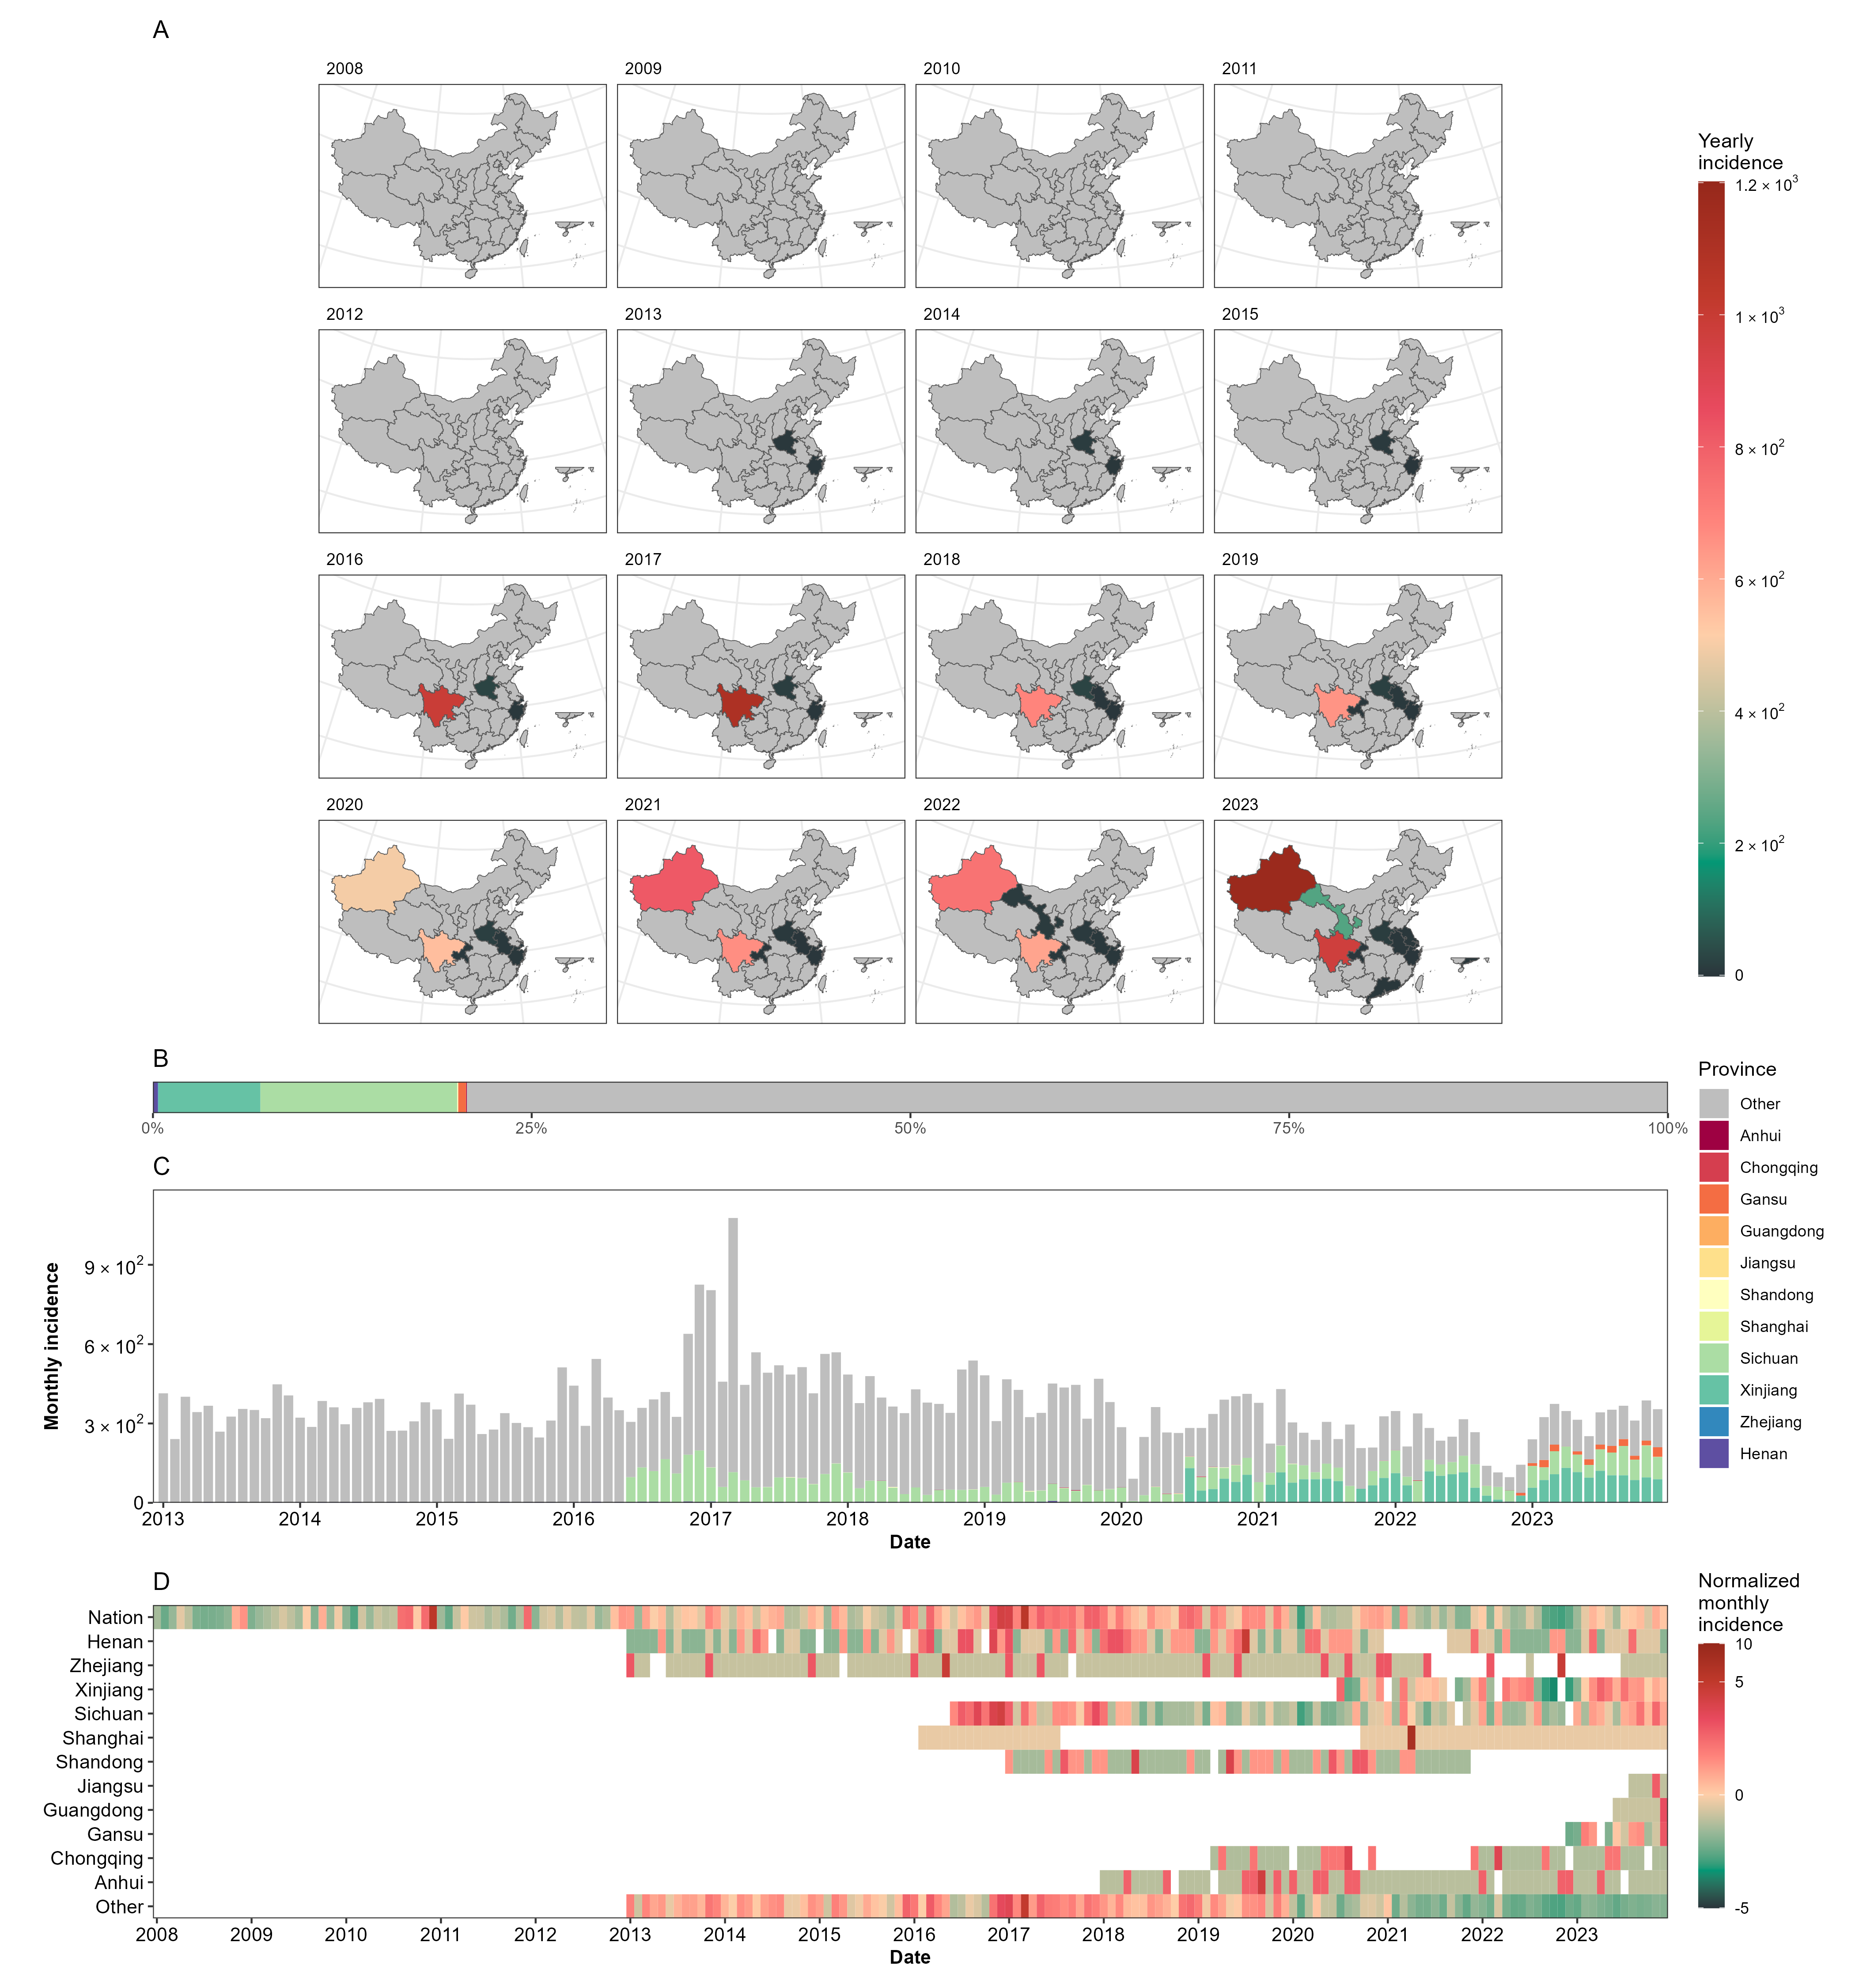 A
2008
2009
2010
2011
2012
2013
2014
2015
2016
2017
2018
2019
2020
2021
2022
2023
Yearly
incidence
1.2 × 10³
1 × 10³
8 × 10²
6 × 10²
4 × 10²
2 × 10²
0
B
0%
25%
50%
75%
100%
Province
Other
Anhui
Chongqing
Gansu
Guangdong
Jiangsu
Shandong
Shanghai
Sichuan
Xinjiang
Zhejiang
Henan
C
Monthly incidence
9 × 10²
6 × 10²
3 × 10²
0
2013
2014
2015
2016
2017
2018
2019
2020
2021
2022
2023
Date
D
Nation
Henan
Zhejiang
Xinjiang
Sichuan
Shanghai
Shandong
Jiangsu
Guangdong
Gansu
Chongqing
Anhui
Other
2008
2009
2010
2011
2012
2013
2014
2015
2016
2017
2018
2019
2020
2021
2022
2023
Date
Normalized
monthly
incidence
10
5
0
-5